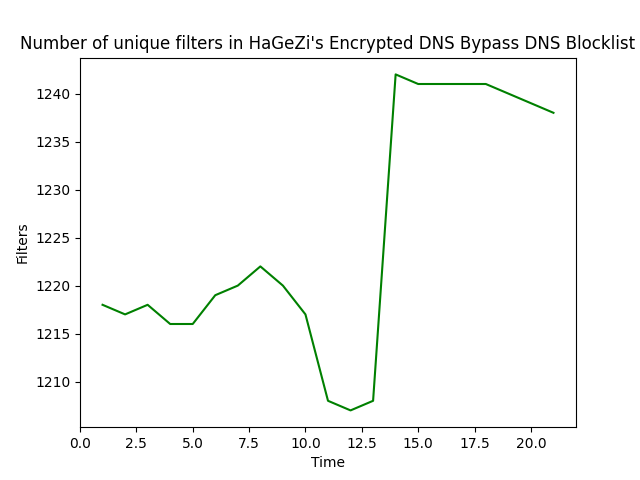 Number of unique filters in HaGeZi's Encrypted DNS Bypass DNS Blocklist
1240
1235
1230
1225
1220
1215
1210
Filters
0.0 2.5 5.0 7.5 10.0 12.5 15.0 17.5 20.0
Time